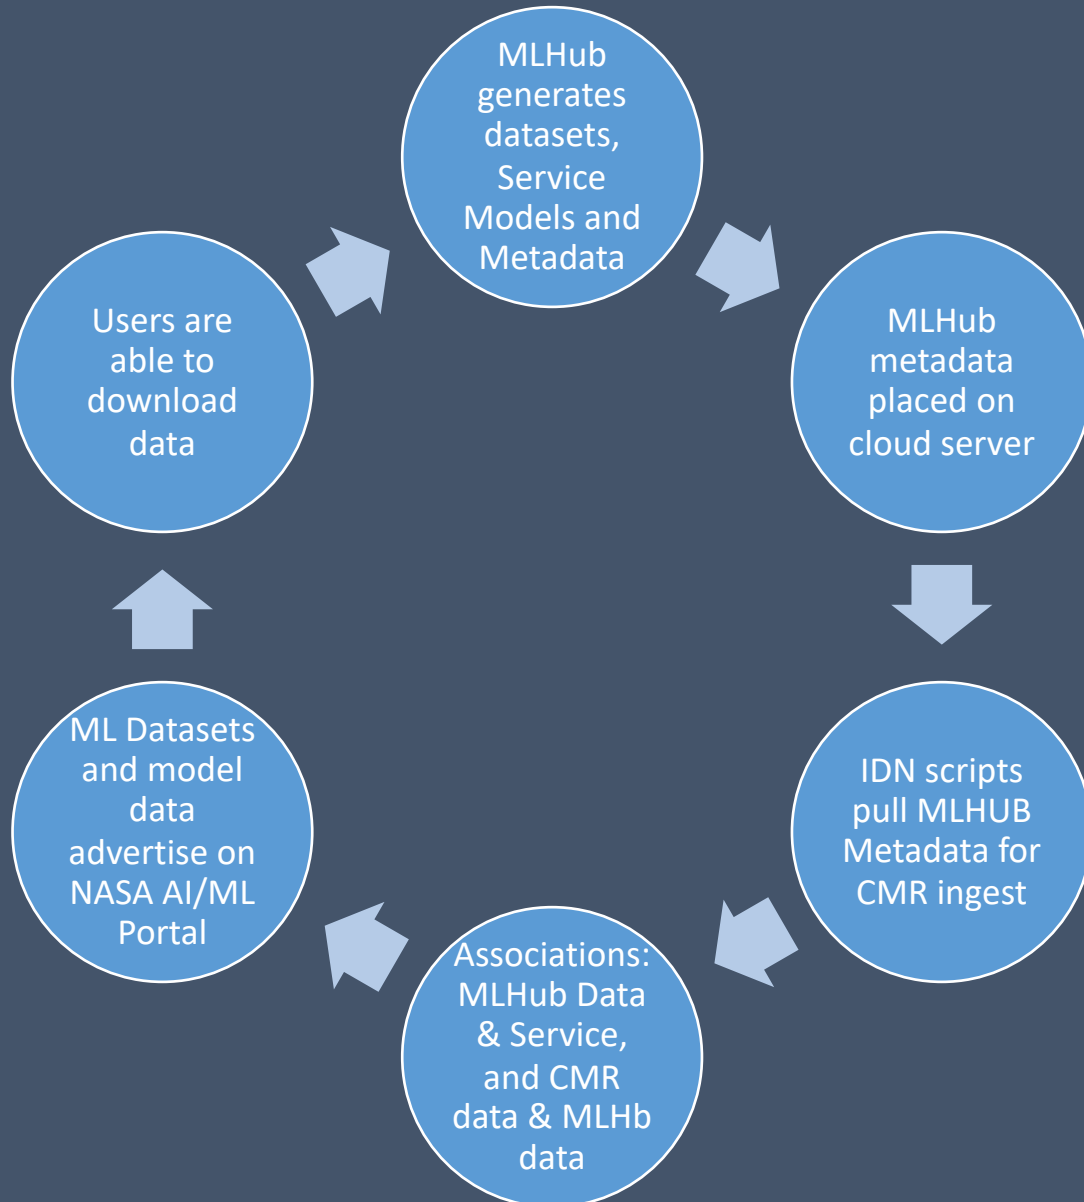 MLHub
generates
datasets,
Service
Models and
Metadata
MLHub
metadata
placed on
cloud server
IDN scripts
pull MLHUB
Metadata for
CMR ingest
Associations:
MLHub Data
& Service,
and CMR
data & MLHb
data
ML Datasets
and model
data
advertise on
NASA AI/ML
Portal
Users are
able to
download
data